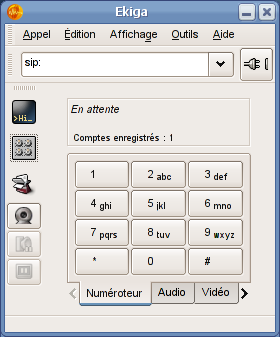 Ekiga
Appel Édition Affichage Outils Aide
sip:
>Hi_
En attente
Comptes enregistrés : 1
1 2 abc 3 def
4 ghi 5 jkl 6 mno
7 pqrs 8 tuv 9 wxyz
* 0 #
Numéroteur Audio Vidéo